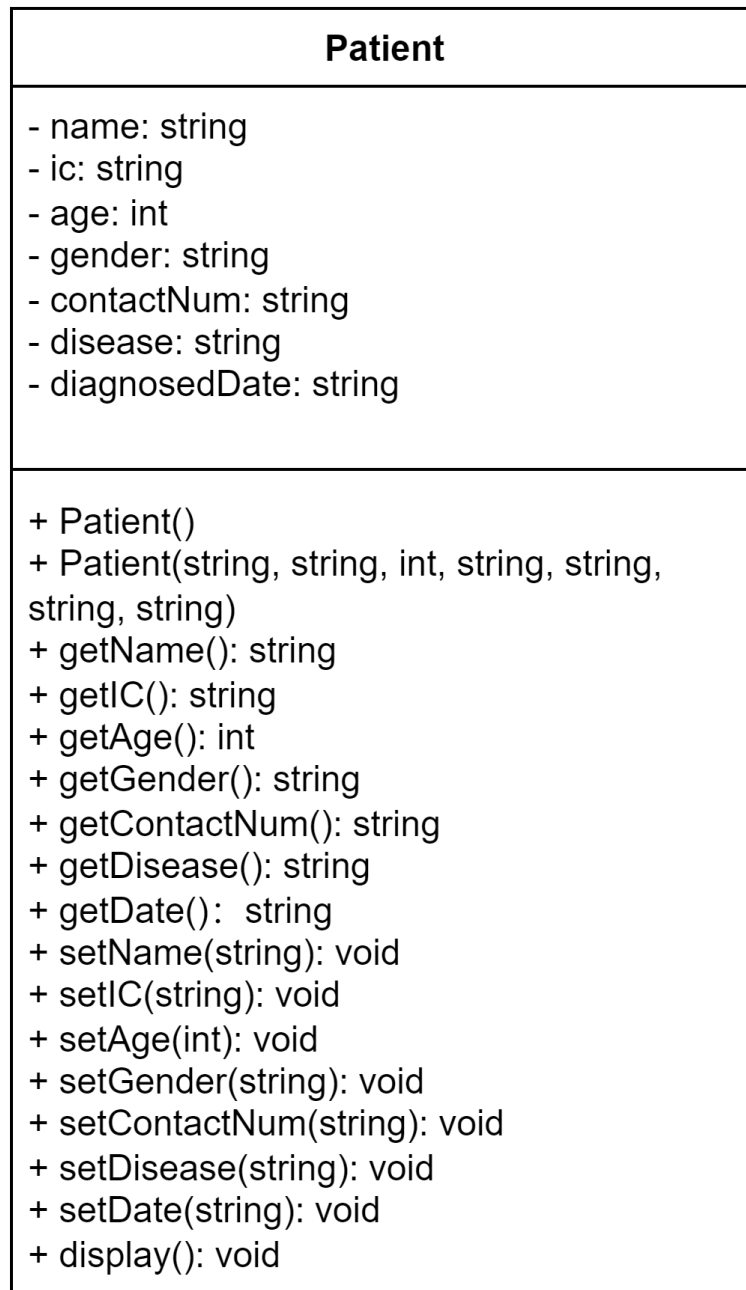 Patient
- name: string
- ic: string
- age: int
- gender: string
- contactNum: string
- disease: string
- diagnosedDate: string
+ Patient()
+ Patient(string, string, int, string, string,
string, string)
+ getName(): string
+ getIC(): string
+ getAge(): int
+ getGender(): string
+ getContactNum(): string
+ getDisease(): string
+ getDate()： string
+ setName(string): void
+ setIC(string): void
+ setAge(int): void
+ setGender(string): void
+ setContactNum(string): void
+ setDisease(string): void
+ setDate(string): void
+ display(): void